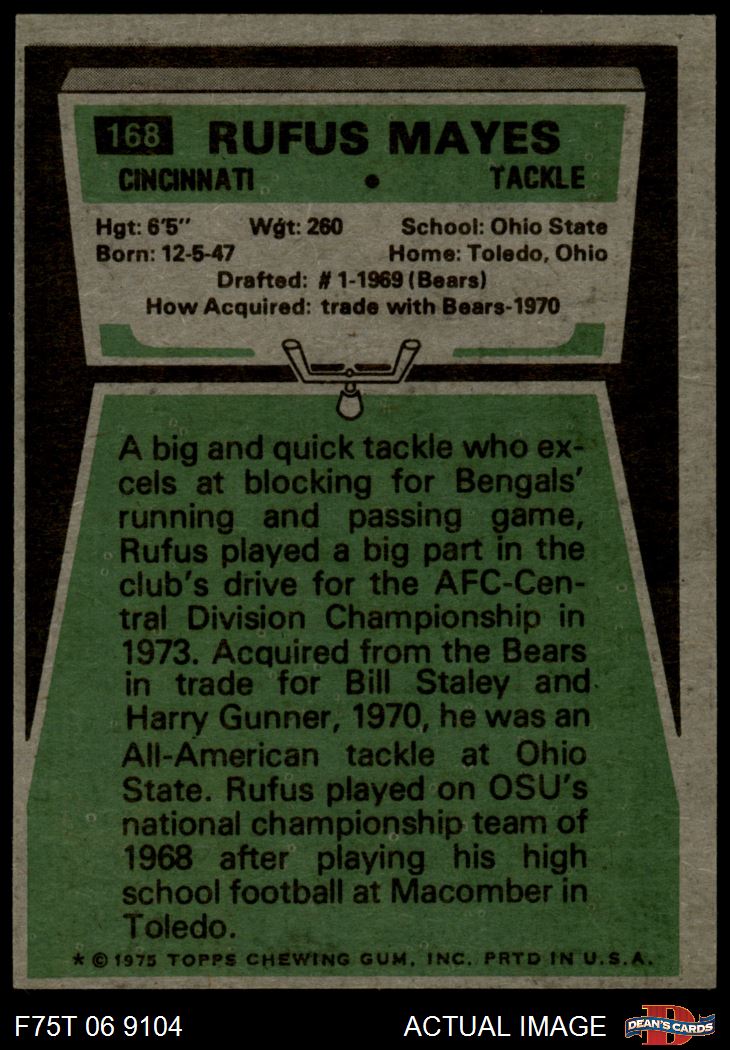 168 RUFUS MAYES
CINCINNATI • TACKLE
Hgt: 6'5" Wgt: 260 School: Ohio State
Born: 12-5-47 Home: Toledo, Ohio
Drafted: # 1-1969 (Bears)
How Acquired: trade with Bears-1970
A big and quick tackle who ex-
cels at blocking for Bengals'
running and passing game,
Rufus played a big part in the
club's drive for the AFC-Cen-
tral Division Championship in
1973. Acquired from the Bears
in trade for Bill Staley and
Harry Gunner, 1970, he was an
All-American tackle at Ohio
State. Rufus played on OSU's
national championship team of
1968 after playing his high
school football at Macomber in
Toledo.
* © 1975 TOPPS CHEWING GUM, INC. PRTD IN U.S.A.
F75T 06 9104 ACTUAL IMAGE D DEAN'S CARDS